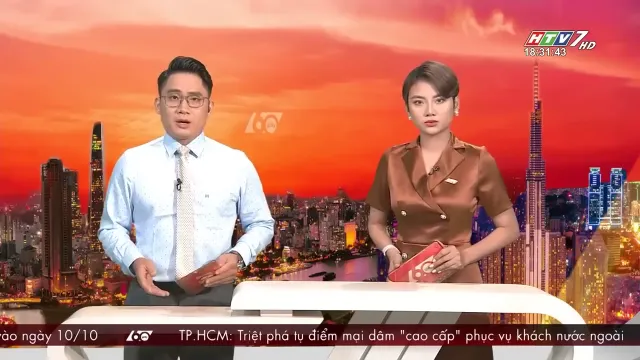 HTV7 HD
18:31:43
60
vào ngày 10/10
60
TP.HCM: Triệt phá tụ điểm mại dâm "cao cấp" phục vụ khách nước ngoài